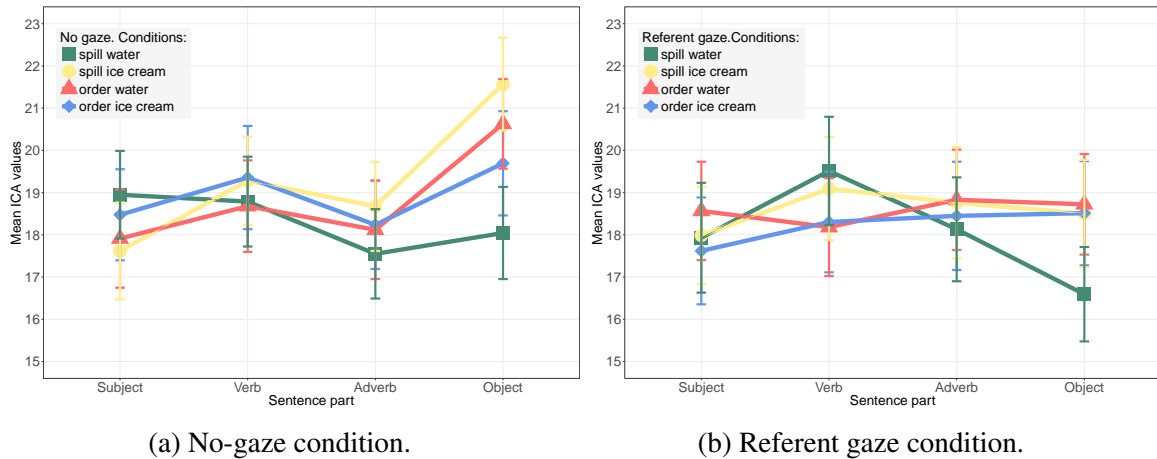 23
22
21
20
19
18
17
16
15
Mean ICA values
No gaze. Conditions:
spill water
spill ice cream
order water
order ice cream
Subject Verb Adverb Object
Sentence part
(a) No-gaze condition.
23
22
21
20
19
18
17
16
15
Mean ICA values
Referent gaze.Conditions:
spill water
spill ice cream
order water
order ice cream
Subject Verb Adverb Object
Sentence part
(b) Referent gaze condition.